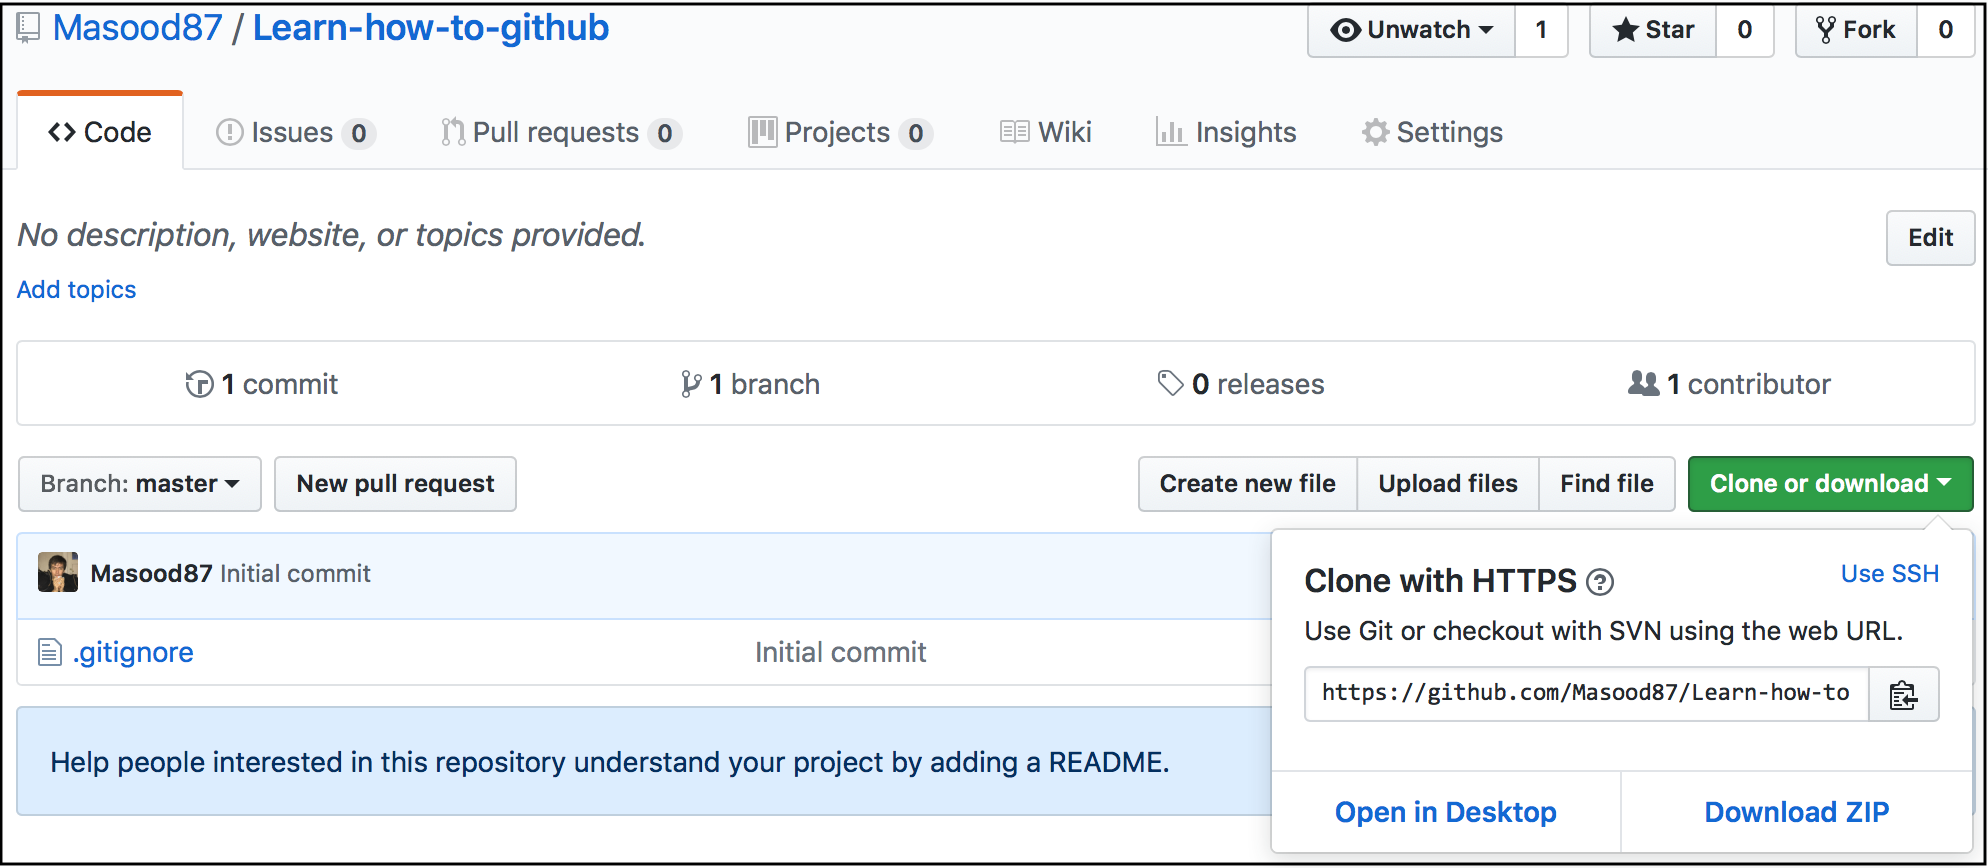 Masood87 / Learn-how-to-github
Unwatch 1 Star 0 Fork 0
Code Issues 0 Pull requests 0 Projects 0 Wiki Insights Settings
No description, website, or topics provided.
Edit
Add topics
1 commit 1 branch 0 releases 1 contributor
Branch: master New pull request Create new file Upload files Find file Clone or download
Masood87 Initial commit
.gitignore Initial commit
Help people interested in this repository understand your project by adding a README.
Clone with HTTPS ? Use SSH
Use Git or checkout with SVN using the web URL.
https://github.com/Masood87/Learn-how-to
Open in Desktop Download ZIP